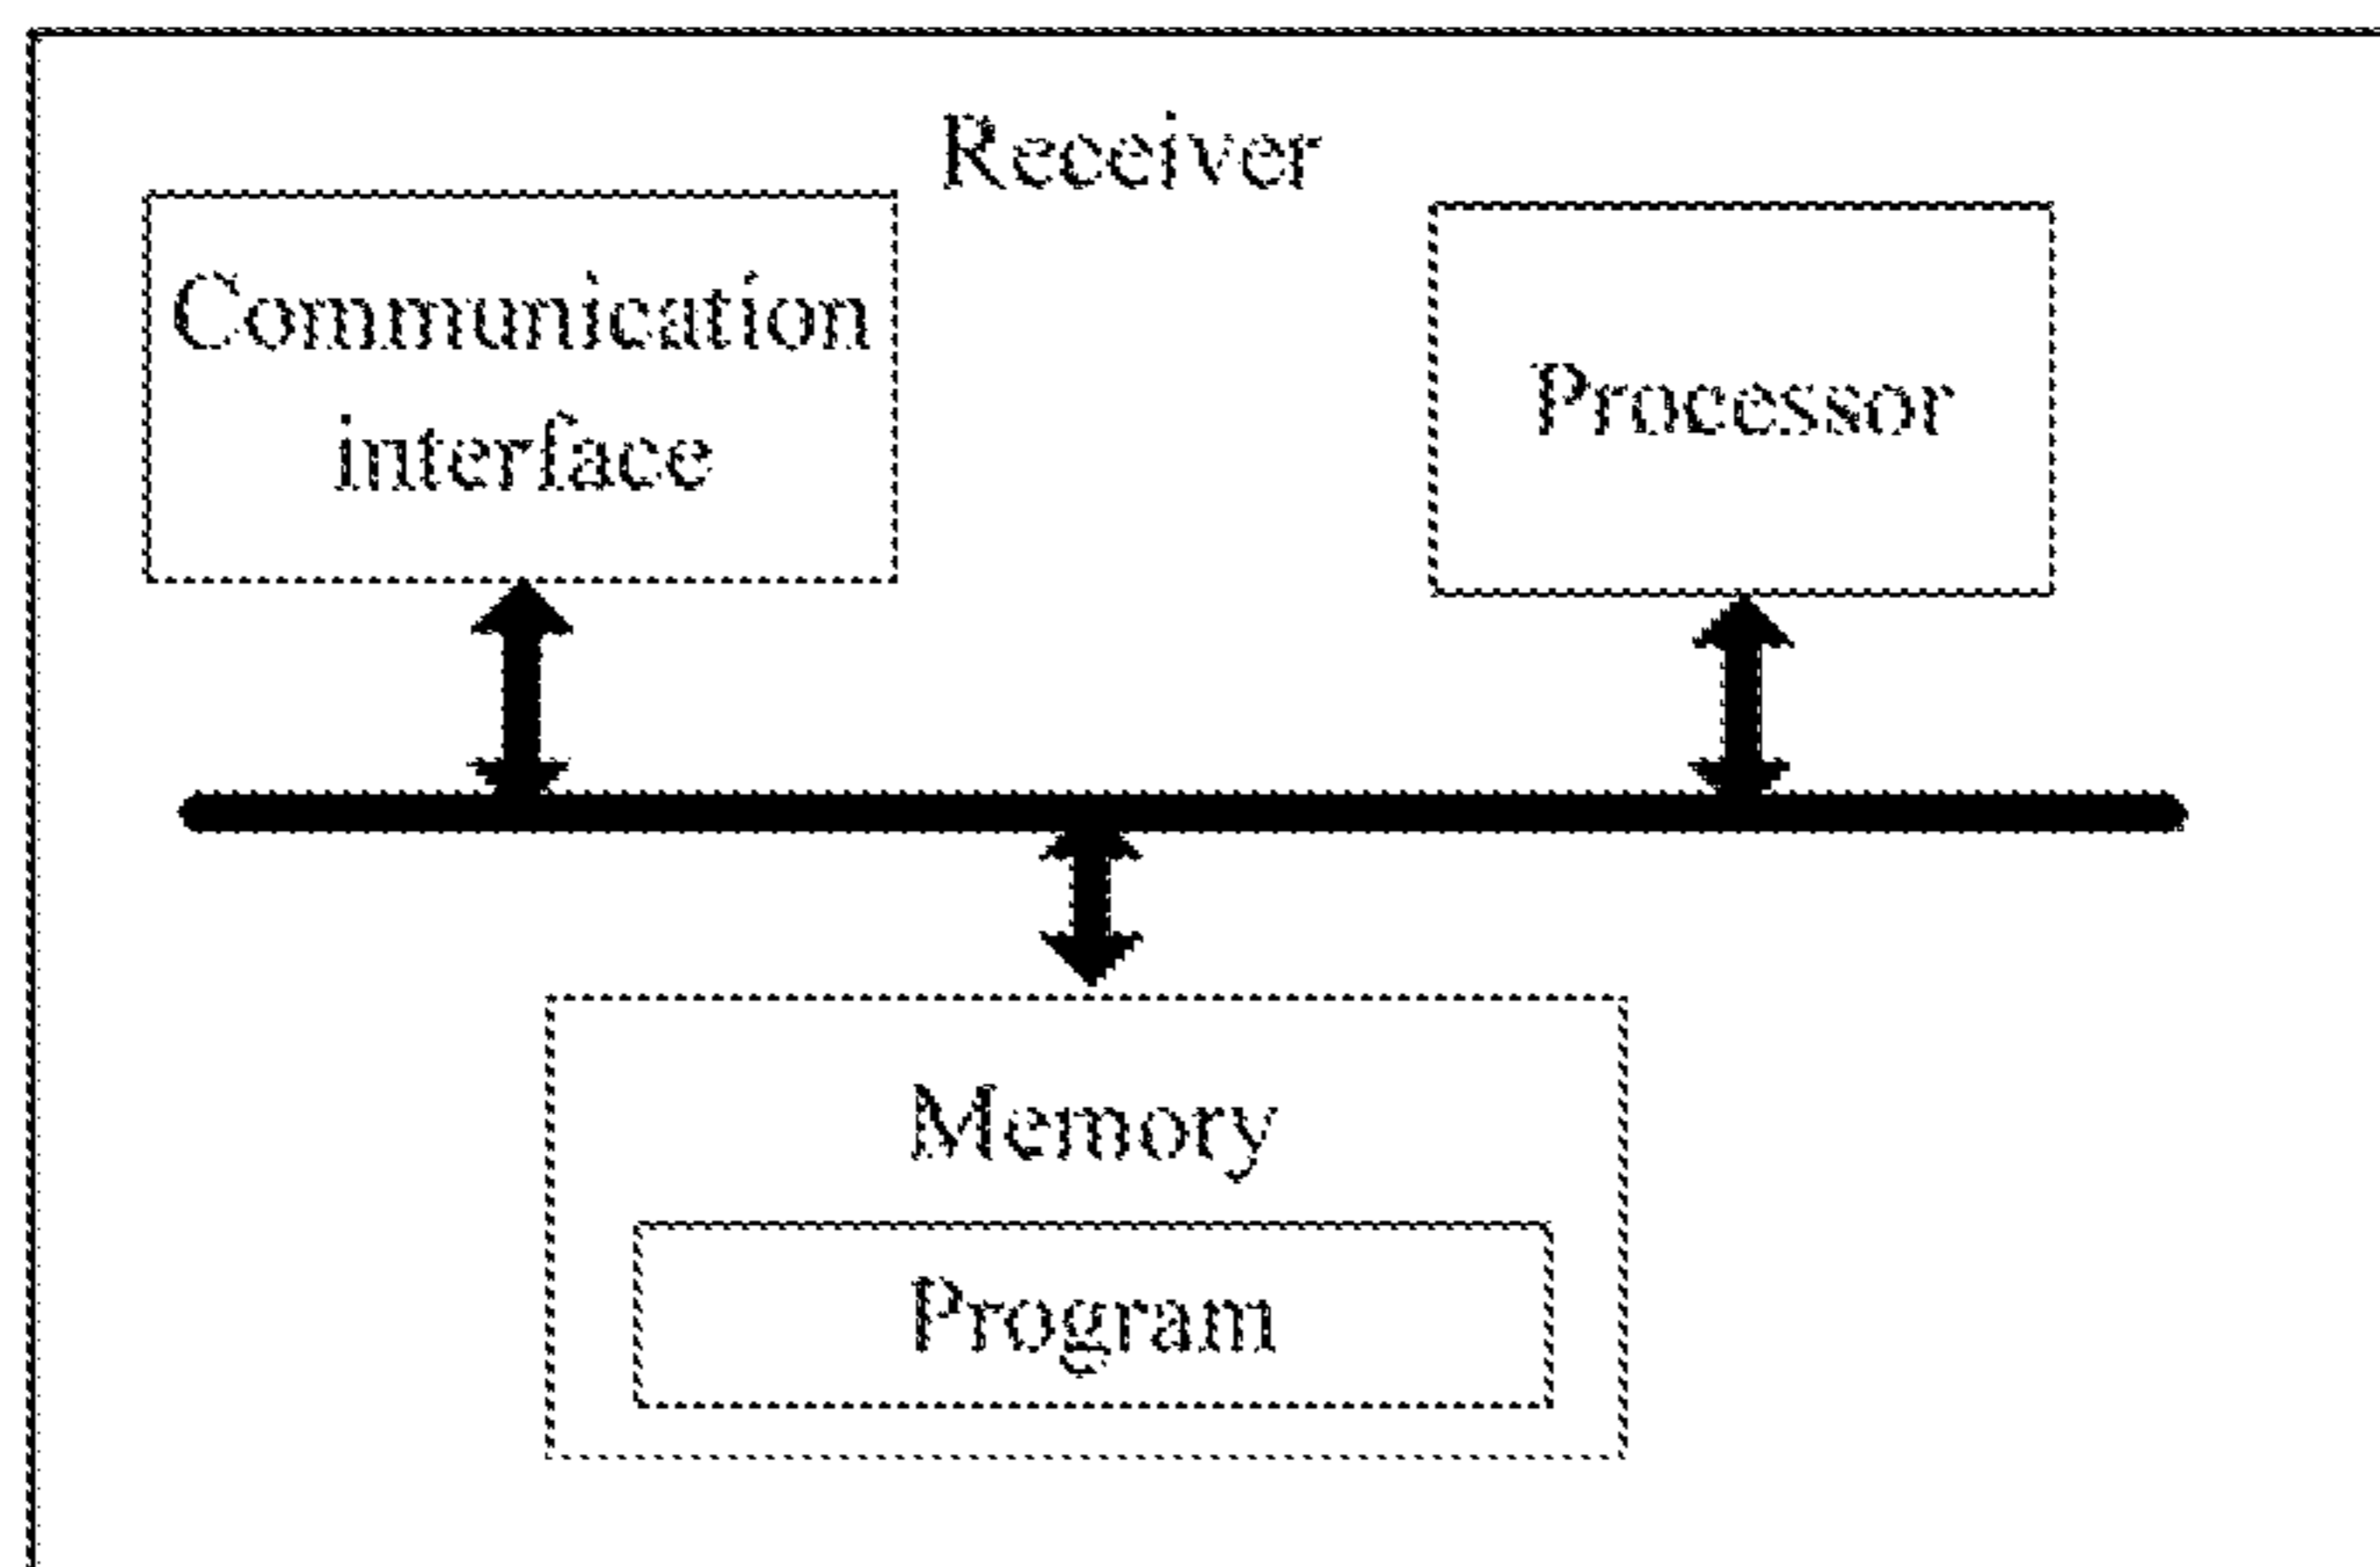 Receiver
Communication
interface
Processor
Memory
Program